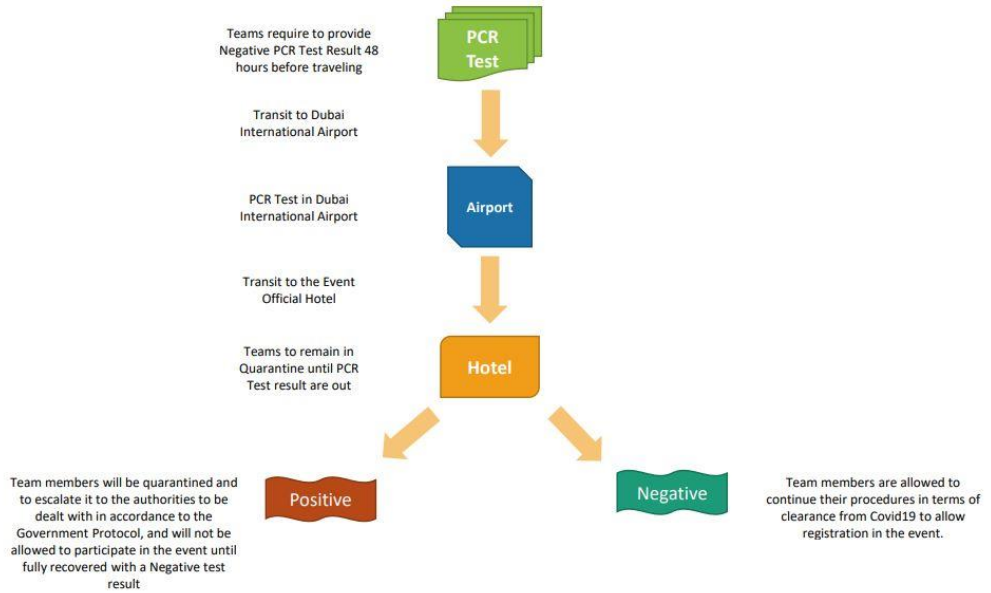 Teams require to provide
Negative PCR Test Result 48
hours before traveling
PCR
Test
Transit to Dubai
International Airport
PCR Test in Dubai
International Airport
Airport
Transit to the Event
Official Hotel
Teams to remain in
Quarantine until PCR
Test result are out
Hotel
Team members will be quarantined and
to escalate it to the authorities to be
dealt with in accordance to the
Government Protocol, and will not be
allowed to participate in the event until
fully recovered with a Negative test
result
Positive
Negative
Team members are allowed to
continue their procedures in terms of
clearance from Covid19 to allow
registration in the event.